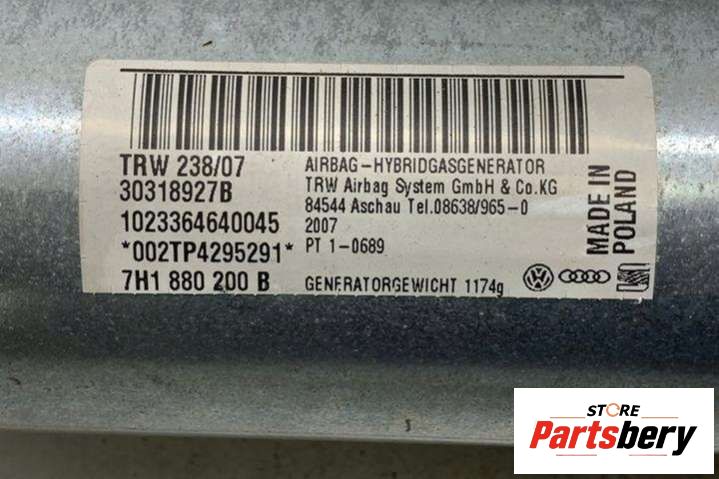 TRW 238/07
30318927B
1023364640045
*002TP4295291*
7H1 880 200 B
AIRBAG-HYBRIDGASGENERATOR
TRW Airbag System GmbH & Co.KG
84544 Aschau Tel.08638/965-0
2007
PT 1-0689
GENERATORGEWICHT 1174g
MADE IN
POLAND
STORE
Partsbery